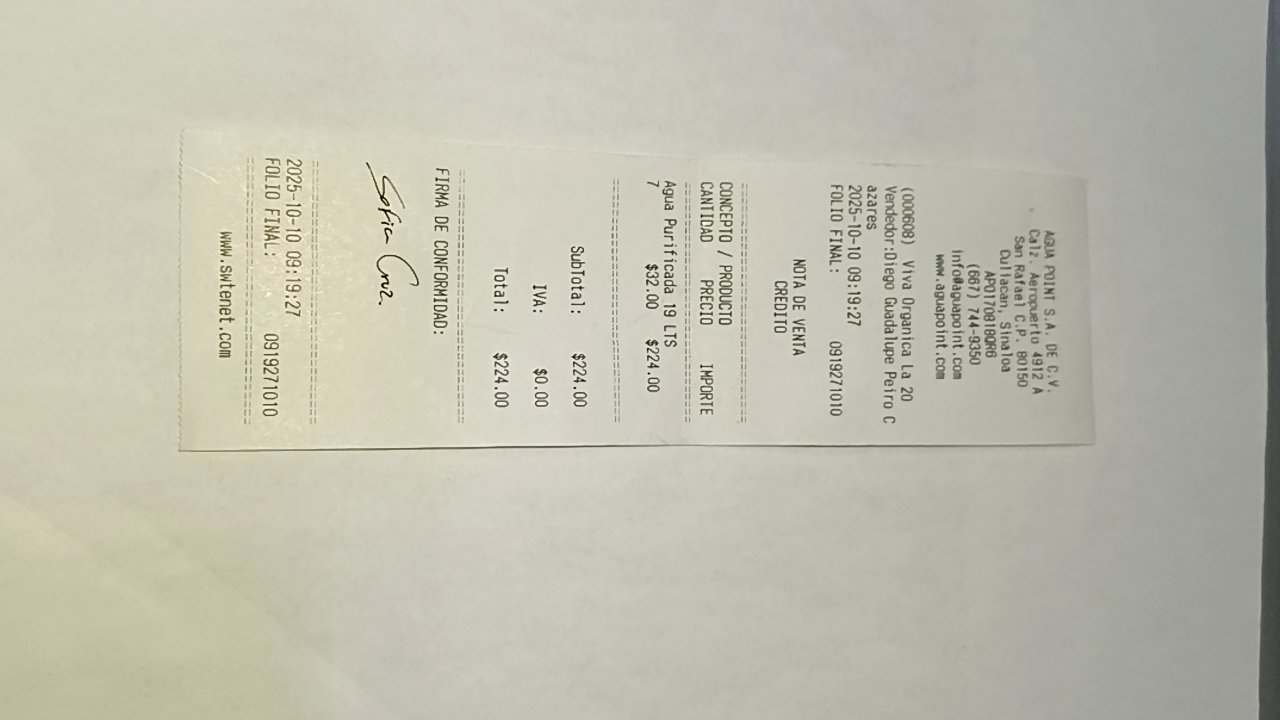 AGUA POINT S.A. DE C.V.
Calz. Aeropuerto 4912 A
San Rafael C.P. 80150
Culiacan, Sinaloa
APO170818QR6
(667) 744-9350
info@aguapoint.com
www.aguapoint.com
(000608) Viva Organica La 20
Vendedor:Diego Guadalupe Peiro C
azares
2025-10-10 09:19:27
FOLIO FINAL: 0919271010
NOTA DE VENTA
CREDITO
CONCEPTO / PRODUCTO
CANTIDAD PRECIO IMPORTE
Agua Purificada 19 LTS
7 $32.00 $224.00
SubTotal: $224.00
IVA: $0.00
Total: $224.00
FIRMA DE CONFORMIDAD:
Sofia Cruz.
2025-10-10 09:19:27
FOLIO FINAL: 0919271010
www.swtenet.com